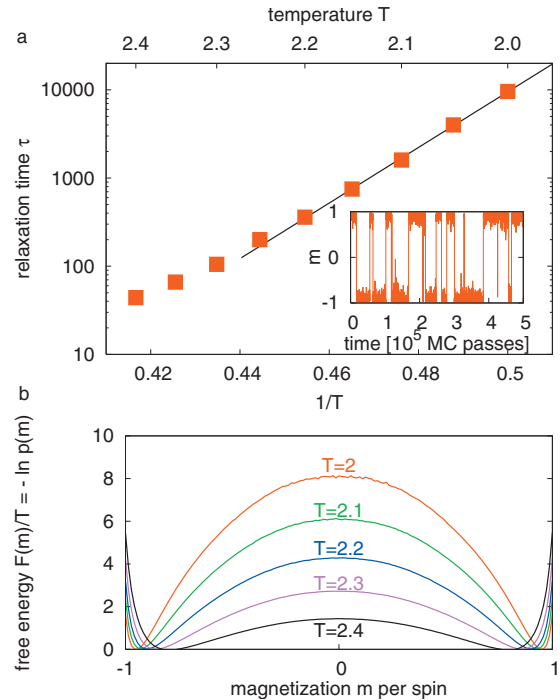 temperature T
a
2.4 2.3 2.2 2.1 2.0
10000
1000
100
10
relaxation time τ
1
0
-1
m
0 1 2 3 4 5
time [10⁵ MC passes]
0.42 0.44 0.46 0.48 0.5
1/T
b
10
8
6
4
2
0
free energy F(m)/T = - ln p(m)
T=2
T=2.1
T=2.2
T=2.3
T=2.4
-1 0 1
magnetization m per spin